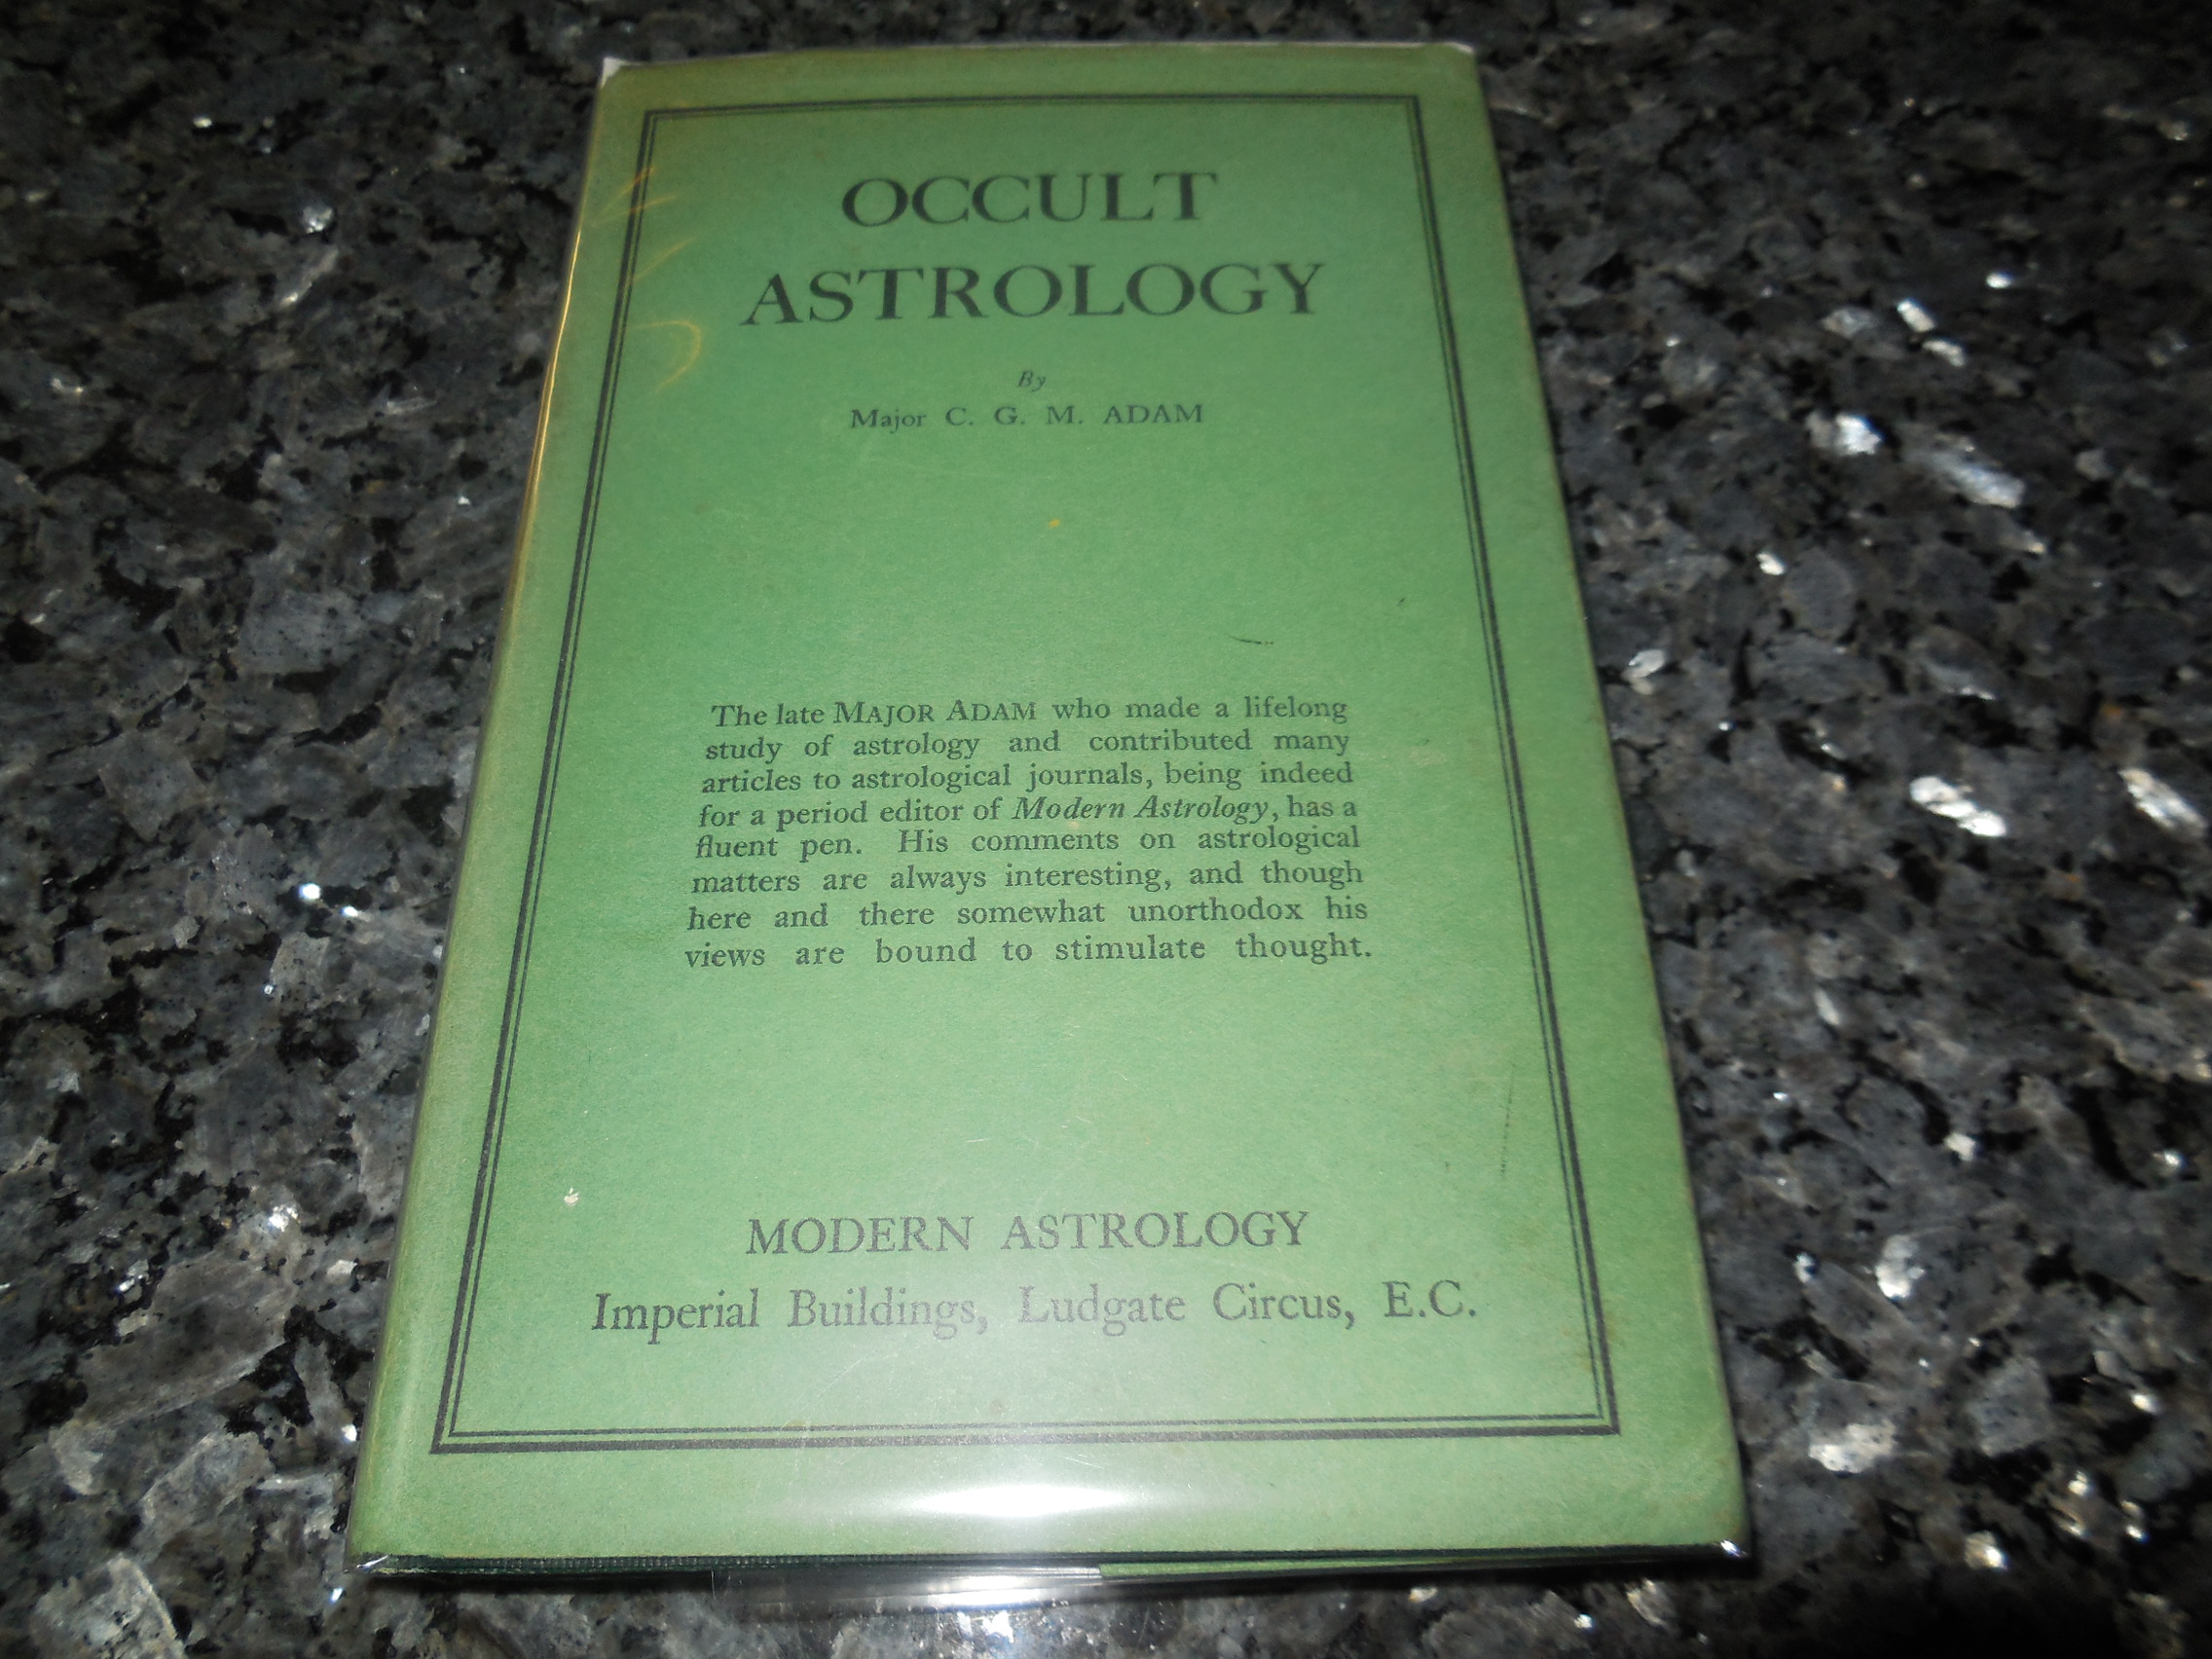 OCCULT
ASTROLOGY
By
Major C. G. M. ADAM
The late MAJOR ADAM who made a lifelong
study of astrology and contributed many
articles to astrological journals, being indeed
for a period editor of Modern Astrology, has a
fluent pen. His comments on astrological
matters are always interesting, and though
here and there somewhat unorthodox his
views are bound to stimulate thought.
MODERN ASTROLOGY
Imperial Buildings, Ludgate Circus, E.C.